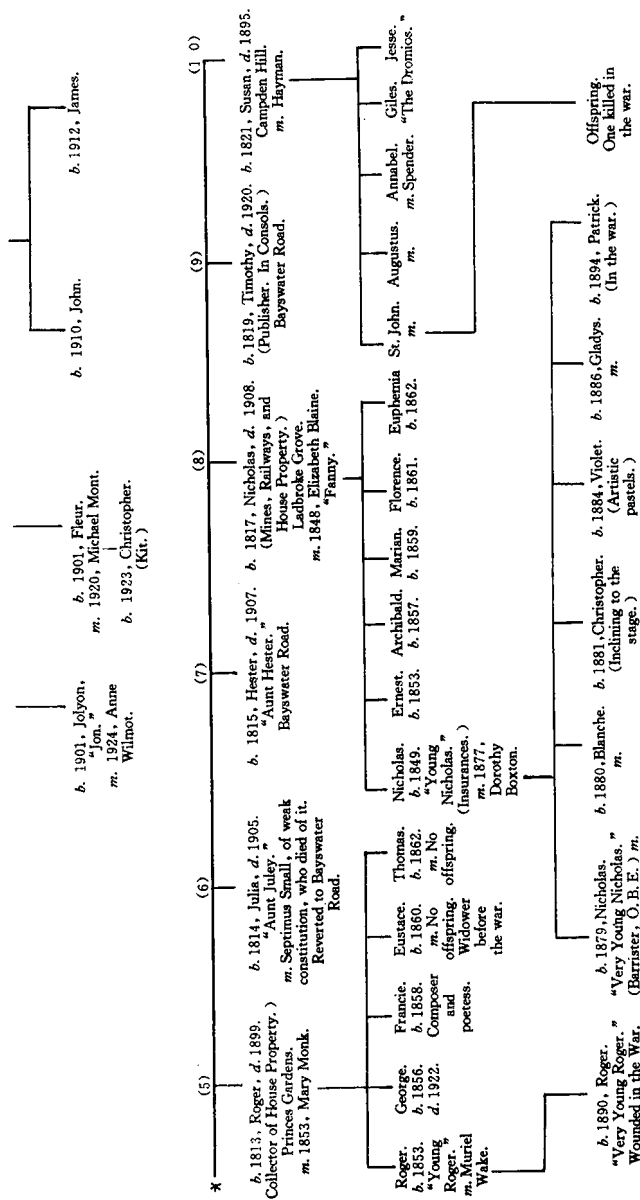 b. 1910, John.
b. 1912, James.
b. 1901, Jolyon,
"Jon."
m. 1924, Anne
Wilmot.
b. 1901, Fleur.
m. 1920, Michael Mont.
b. 1923, Christopher.
(Kit.)
*
(5)
(6)
(7)
(8)
(9)
(10)
b. 1813, Roger, d. 1899.
Collector of House Property.)
Princes Gardens.
m. 1853, Mary Monk.
b. 1814, Julia, d. 1905.
"Aunt Juley."
m. Septimus Small, of weak
constitution, who died of it.
Reverted to Bayswater
Road.
b. 1815, Hester, d. 1907.
"Aunt Hester."
Bayswater Road.
b. 1817, Nicholas, d. 1908.
(Mines, Railways, and
House Property.)
Ladbroke Grove.
m. 1848, Elizabeth Blaine.
"Fanny."
b. 1819, Timothy, d. 1920.
(Publisher. In Consols.)
Bayswater Road.
b. 1821, Susan, d. 1895.
Campden Hill.
m. Hayman.
Roger.
b. 1853.
"Young
Roger."
m. Muriel
Wake.
George.
b. 1856.
d. 1922.
Francie.
b. 1858.
Composer
and
poetess.
Eustace.
b. 1860.
m. No
offspring.
Widower
before
the war.
Thomas.
b. 1862.
m. No
offspring.
Nicholas.
b. 1849.
"Young
Nicholas."
(Insurances.)
m. 1877,
Dorothy
Boxton.
Ernest.
b. 1853.
Archibald.
b. 1857.
Marian.
b. 1859.
Florence.
b. 1861.
Euphemia
b. 1862.
St. John.
m.
Augustus.
m.
Annabel.
m. Spender.
Giles. Jesse.
"The Dromios."
b. 1890, Roger.
"Very Young Roger."
Wounded in the War.
b. 1879, Nicholas.
"Very Young Nicholas."
(Barrister, O. B. E.) m.
b. 1880, Blanche.
m.
b. 1881, Christopher.
(Inclining to the
stage.)
b. 1884, Violet.
(Artistic
pastels.)
b. 1886, Gladys.
m.
b. 1894, Patrick.
(In the war.)
Offspring.
One killed in
the war.